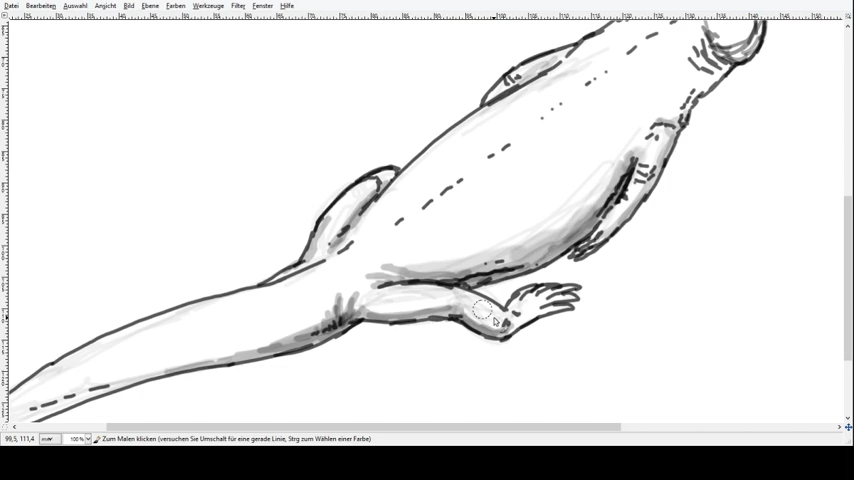 Datei Bearbeiten Auswahl Ansicht Bild Ebene Farben Werkzeuge Filter Fenster Hilfe
99,5, 111,4 mm 100 % Zum Malen klicken (versuchen Sie Umschalt für eine gerade Linie, Strg zum Wählen einer Farbe)